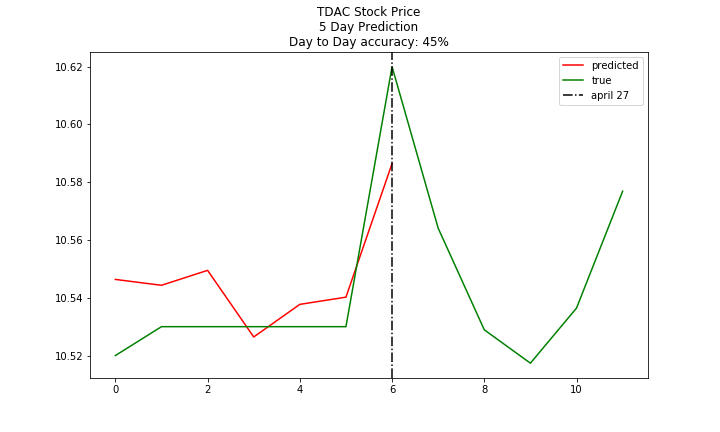 TDAC Stock Price
5 Day Prediction
Day to Day accuracy: 45%
predicted
true
april 27
10.62
10.60
10.58
10.56
10.54
10.52
0 2 4 6 8 10